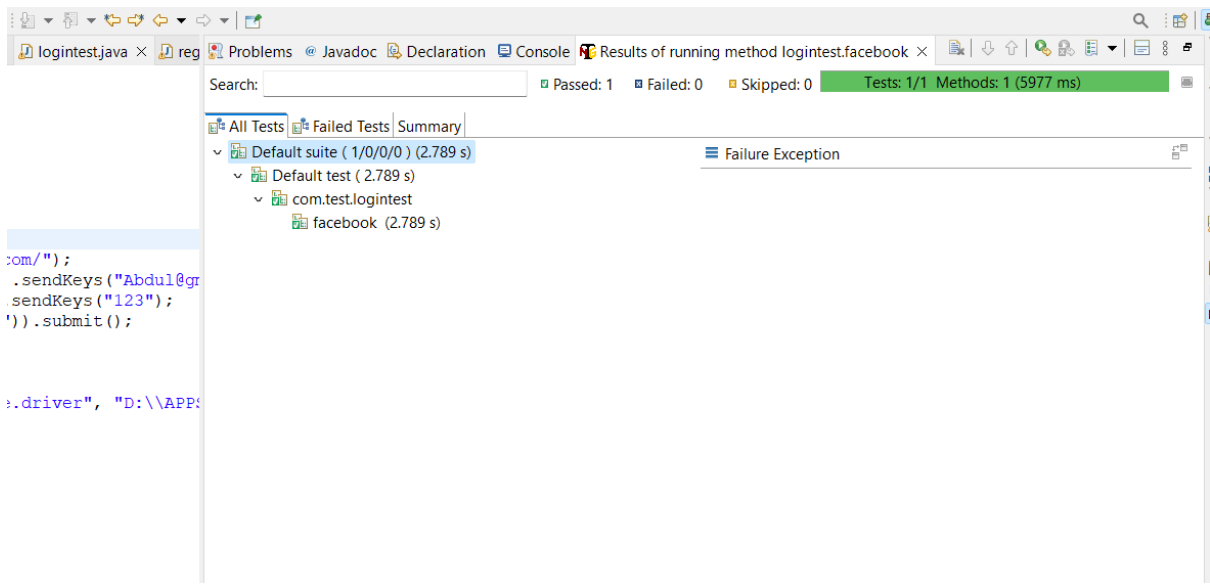 logintest.java
reg
Problems
Javadoc
Declaration
Console
Results of running method logintest.facebook
Search:
Passed: 1
Failed: 0
Skipped: 0
Tests: 1/1 Methods: 1 (5977 ms)
All Tests
Failed Tests
Summary
Default suite ( 1/0/0/0 ) (2.789 s)
Failure Exception
Default test ( 2.789 s)
com.test.logintest
facebook (2.789 s)
com/");
.sendKeys("Abdul@gm
sendKeys("123");
")).submit();
e.driver", "D:\\APPS